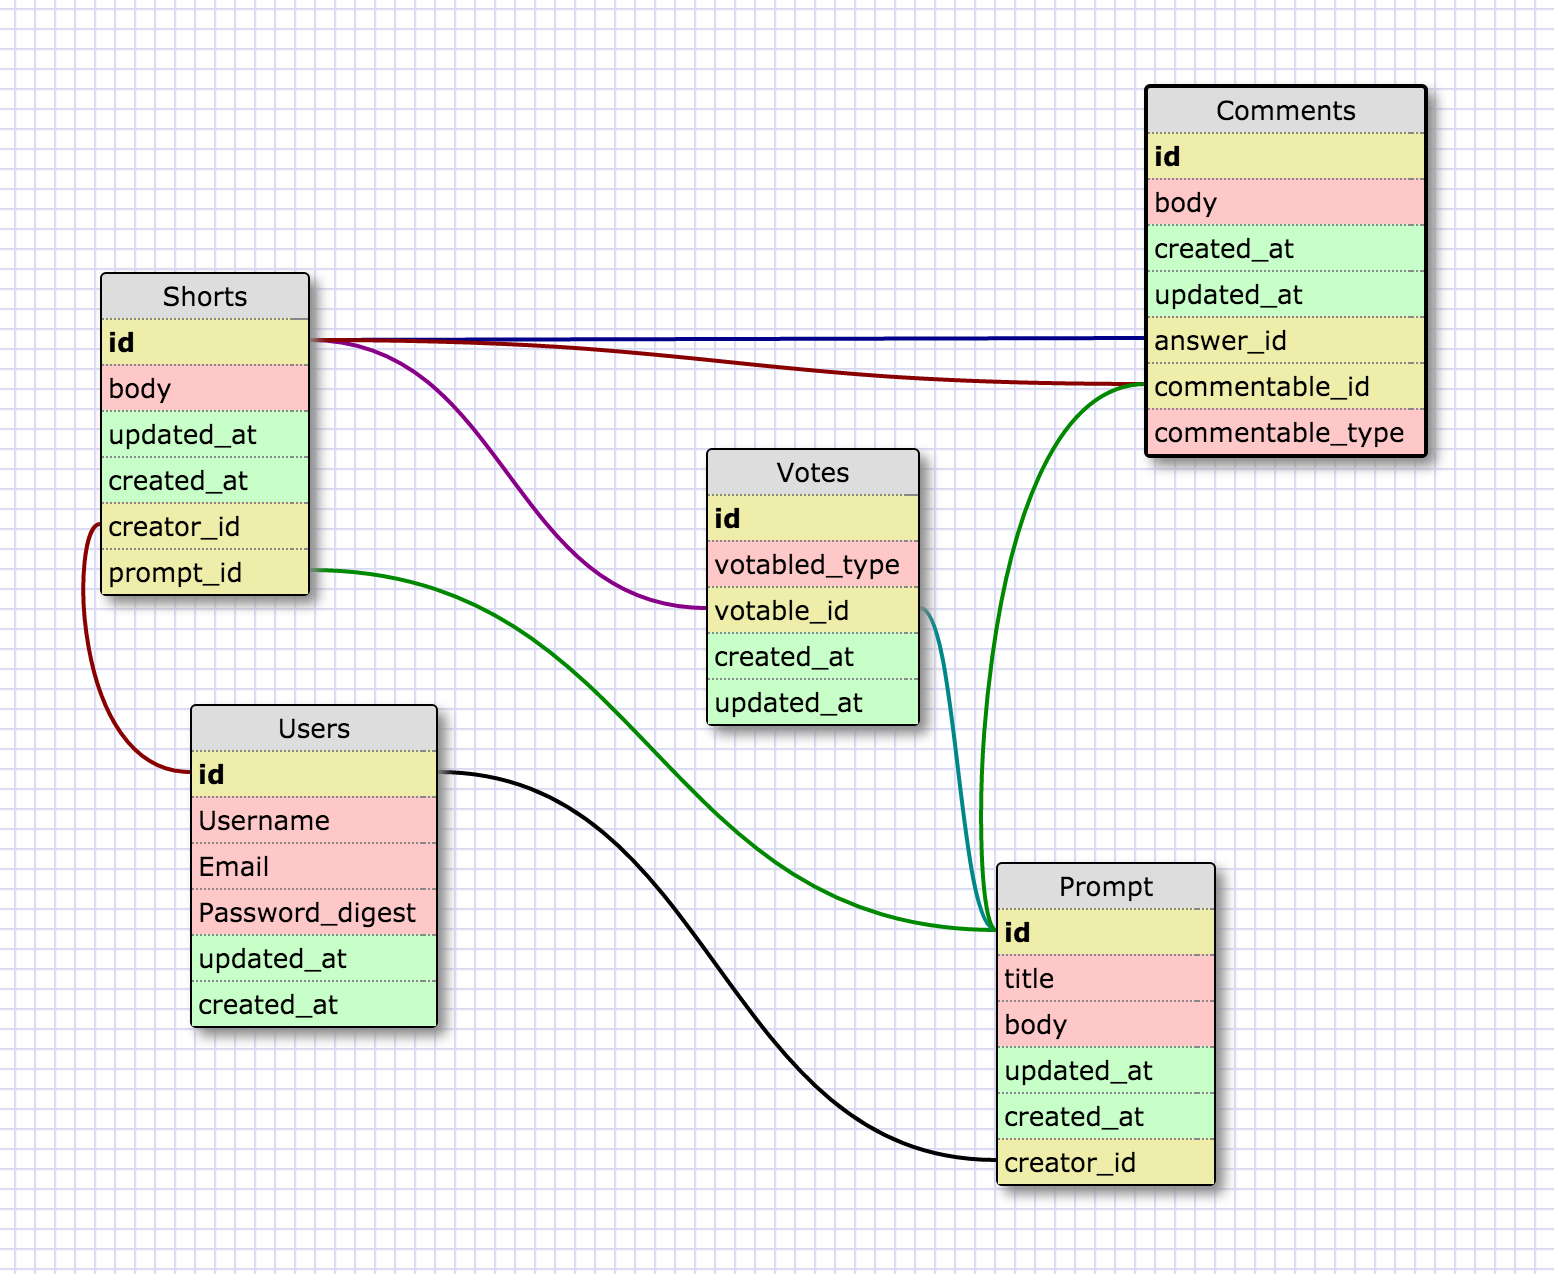 Comments
id
body
created_at
updated_at
answer_id
commentable_id
commentable_type
Shorts
id
body
updated_at
created_at
creator_id
prompt_id
Votes
id
votabled_type
votable_id
created_at
updated_at
Users
id
Username
Email
Password_digest
updated_at
created_at
Prompt
id
title
body
updated_at
created_at
creator_id